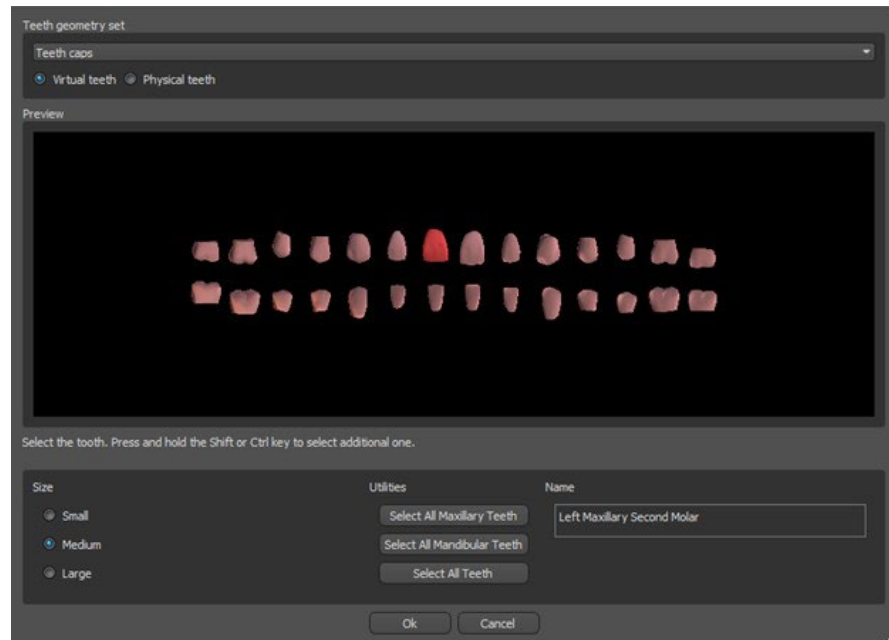 Teeth geometry set
Teeth caps
Virtual teeth Physical teeth
Preview
Select the tooth. Press and hold the Shift or Ctrl key to select additional one.
Size Utilities Name
Small Select All Maxillary Teeth Left Maxillary Second Molar
Medium Select All Mandibular Teeth
Large Select All Teeth
Ok Cancel